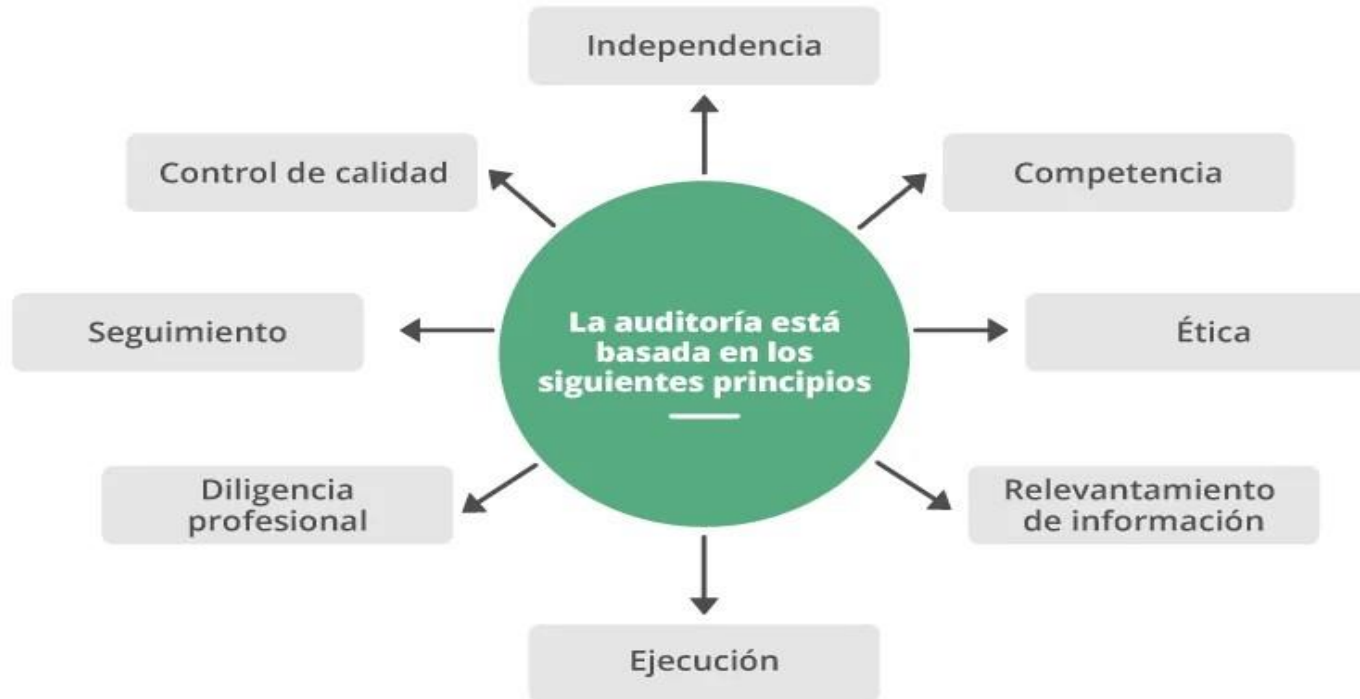 Independencia
Control de calidad
Competencia
Seguimiento
La auditoría está
basada en los
siguientes principios
Ética
Diligencia
profesional
Relevantamiento
de información
Ejecución